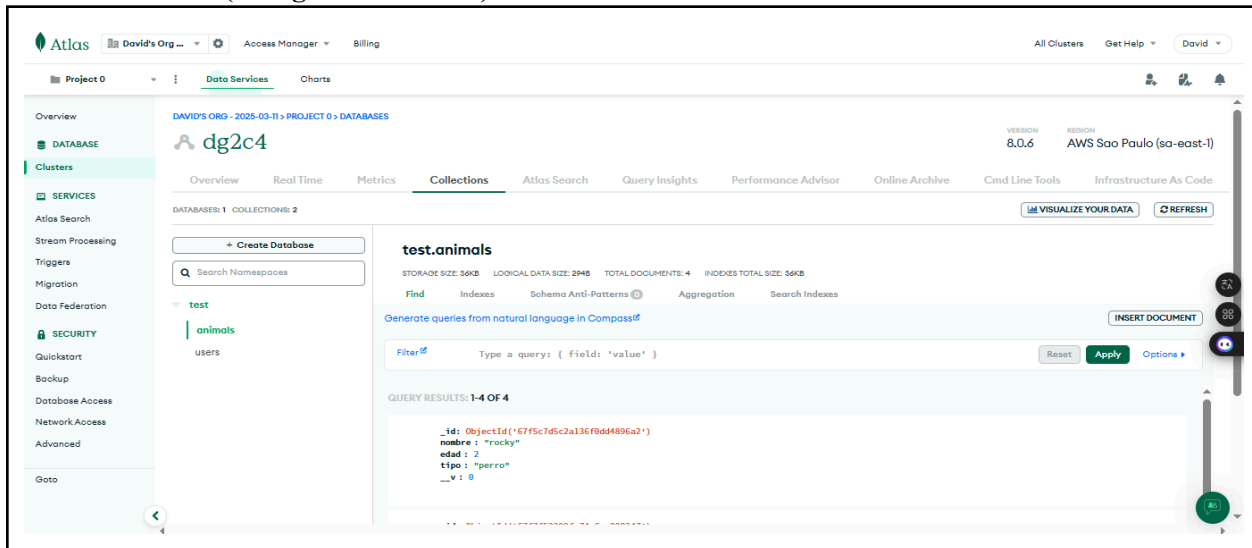 Atlas David's Org ... Access Manager Billing All Clusters Get Help David
Project 0 Data Services Charts
Overview
DATABASE
Clusters
SERVICES
Atlas Search
Stream Processing
Triggers
Migration
Data Federation
SECURITY
Quickstart
Backup
Database Access
Network Access
Advanced
Goto
DAVID'S ORG - 2025-03-11 > PROJECT 0 > DATABASES
dg2c4
VERSION
8.0.6
REGION
AWS Sao Paulo (sa-east-1)
Overview Real Time Metrics Collections Atlas Search Query Insights Performance Advisor Online Archive Cmd Line Tools Infrastructure As Code
DATABASES: 1 COLLECTIONS: 2
VISUALIZE YOUR DATA REFRESH
+ Create Database
Search Namespaces
test
animals
users
test.animals
STORAGE SIZE: 36KB LOGICAL DATA SIZE: 294B TOTAL DOCUMENTS: 4 INDEXES TOTAL SIZE: 36KB
Find Indexes Schema Anti-Patterns 0 Aggregation Search Indexes
Generate queries from natural language in Compass
INSERT DOCUMENT
Filter Type a query: { field: 'value' } Reset Apply Options
QUERY RESULTS: 1-4 OF 4
_id: ObjectId('67f5c7d5c2a136f0dd4896a2')
nombre : "rocky"
edad : 2
tipo : "perro"
__v : 0